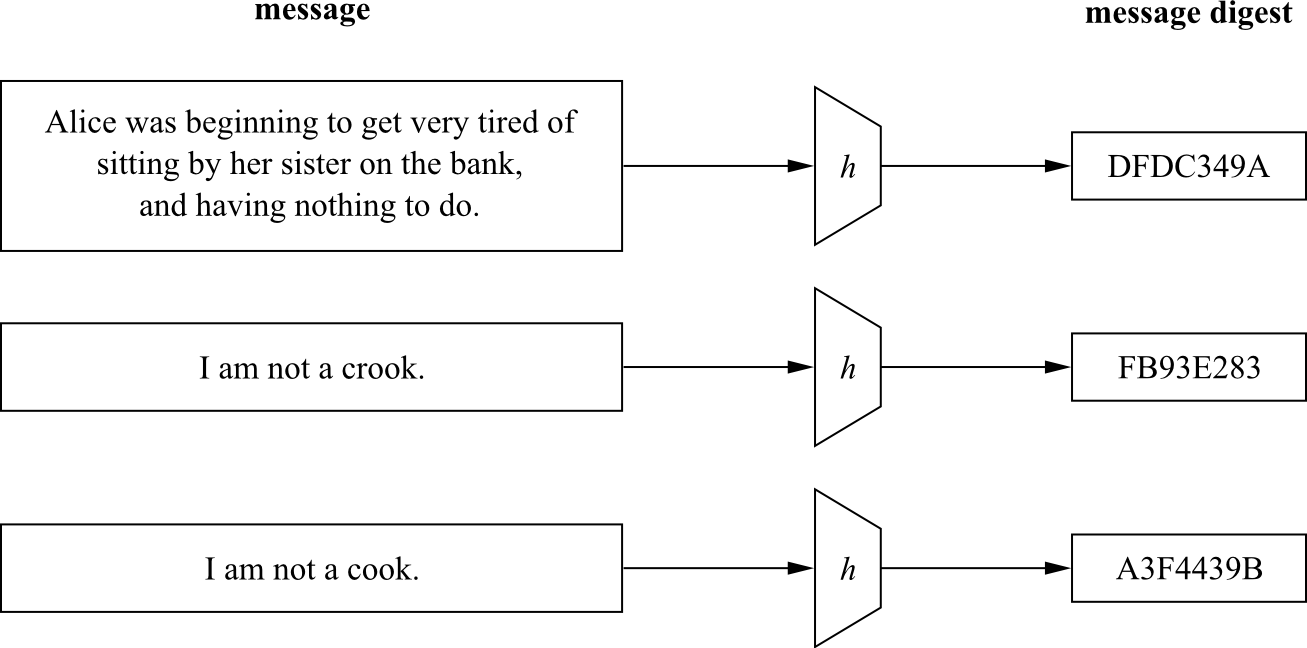 message
message digest
Alice was beginning to get very tired of
sitting by her sister on the bank,
and having nothing to do.
h
DFDC349A
I am not a crook.
h
FB93E283
I am not a cook.
h
A3F4439B